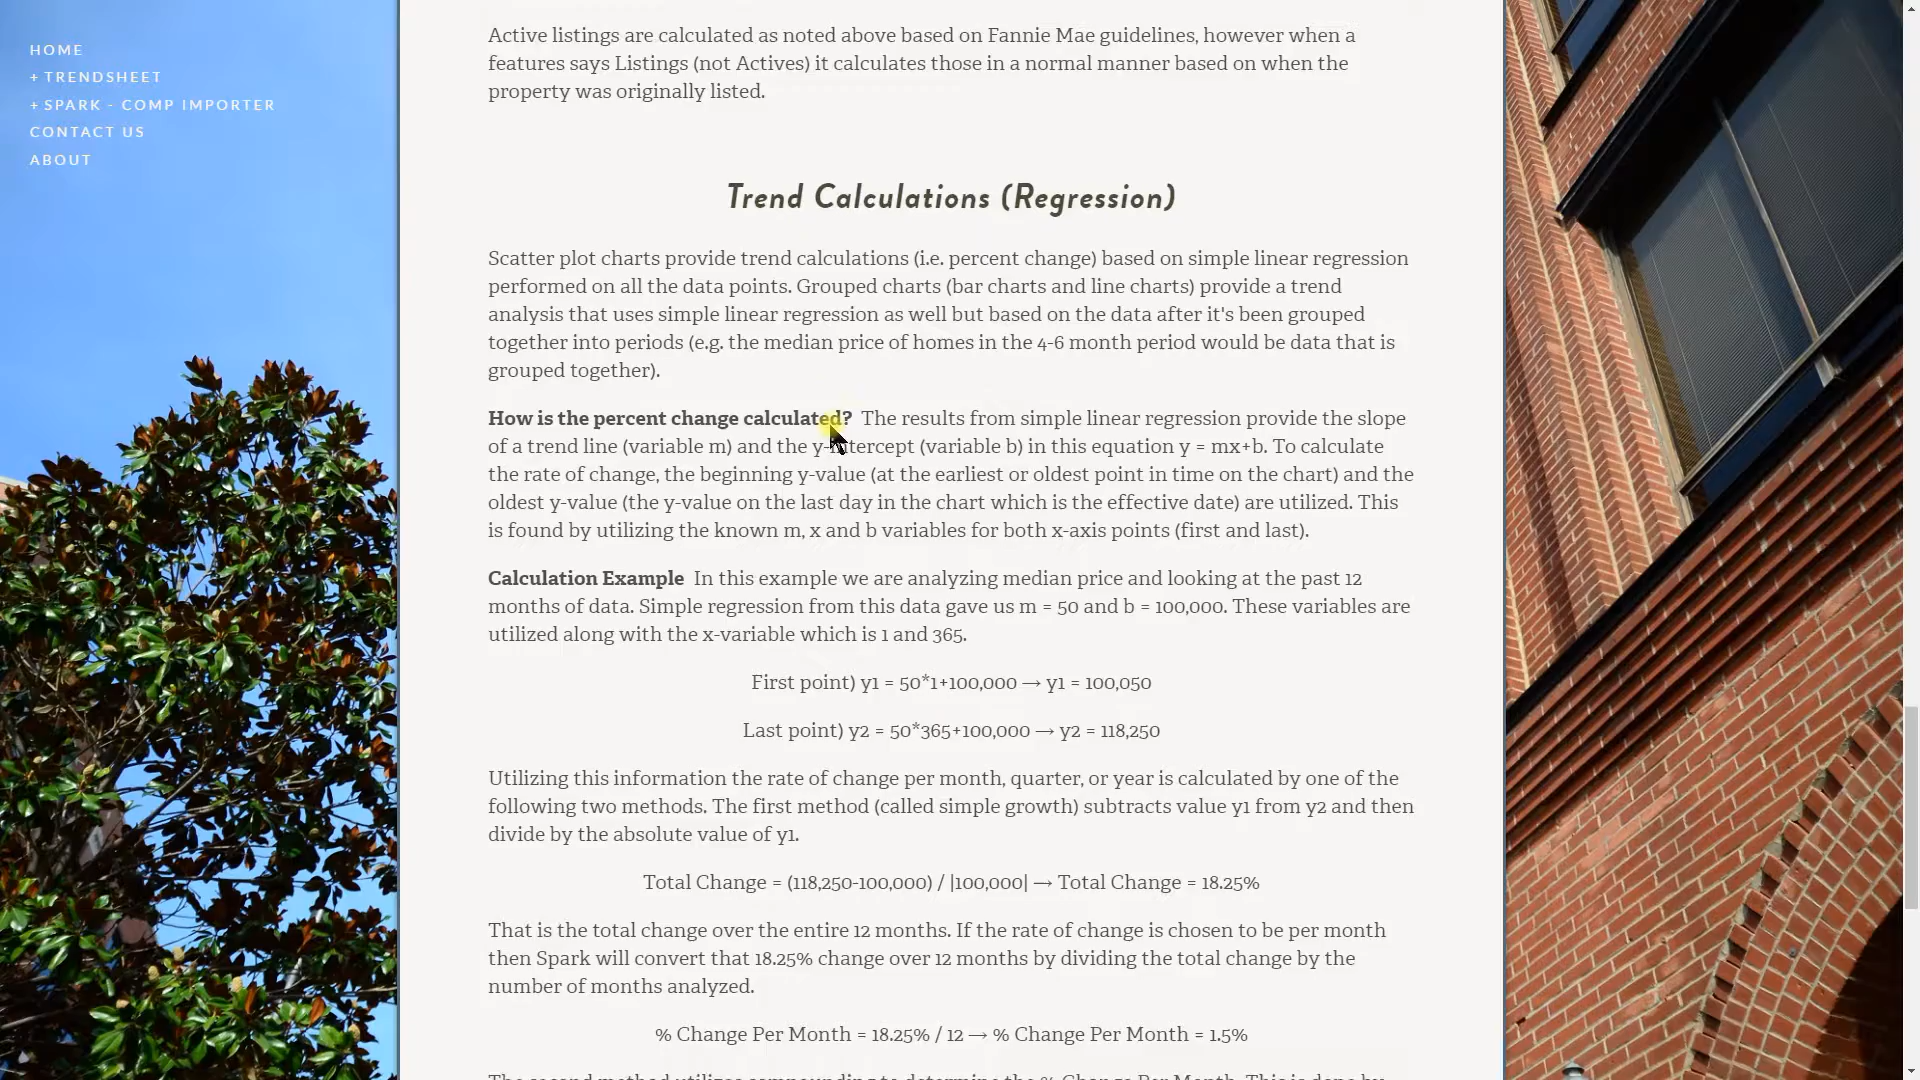 HOME
+ TRENDSHEET
+ SPARK - COMP IMPORTER
CONTACT US
ABOUT
Active listings are calculated as noted above based on Fannie Mae guidelines, however when a
features says Listings (not Actives) it calculates those in a normal manner based on when the
property was originally listed.
Trend Calculations (Regression)
Scatter plot charts provide trend calculations (i.e. percent change) based on simple linear regression
performed on all the data points. Grouped charts (bar charts and line charts) provide a trend
analysis that uses simple linear regression as well but based on the data after it's been grouped
together into periods (e.g. the median price of homes in the 4-6 month period would be data that is
grouped together).
How is the percent change calculated?  The results from simple linear regression provide the slope
of a trend line (variable m) and the y-intercept (variable b) in this equation y = mx+b. To calculate
the rate of change, the beginning y-value (at the earliest or oldest point in time on the chart) and the
oldest y-value (the y-value on the last day in the chart which is the effective date) are utilized. This
is found by utilizing the known m, x and b variables for both x-axis points (first and last).
Calculation Example  In this example we are analyzing median price and looking at the past 12
months of data. Simple regression from this data gave us m = 50 and b = 100,000. These variables are
utilized along with the x-variable which is 1 and 365.
First point) y1 = 50*1+100,000 → y1 = 100,050
Last point) y2 = 50*365+100,000 → y2 = 118,250
Utilizing this information the rate of change per month, quarter, or year is calculated by one of the
following two methods. The first method (called simple growth) subtracts value y1 from y2 and then
divide by the absolute value of y1.
Total Change = (118,250-100,000) / |100,000| → Total Change = 18.25%
That is the total change over the entire 12 months. If the rate of change is chosen to be per month
then Spark will convert that 18.25% change over 12 months by dividing the total change by the
number of months analyzed.
% Change Per Month = 18.25% / 12 → % Change Per Month = 1.5%
The second method utilizes compounding to determine the % Change Per Month. This is done by